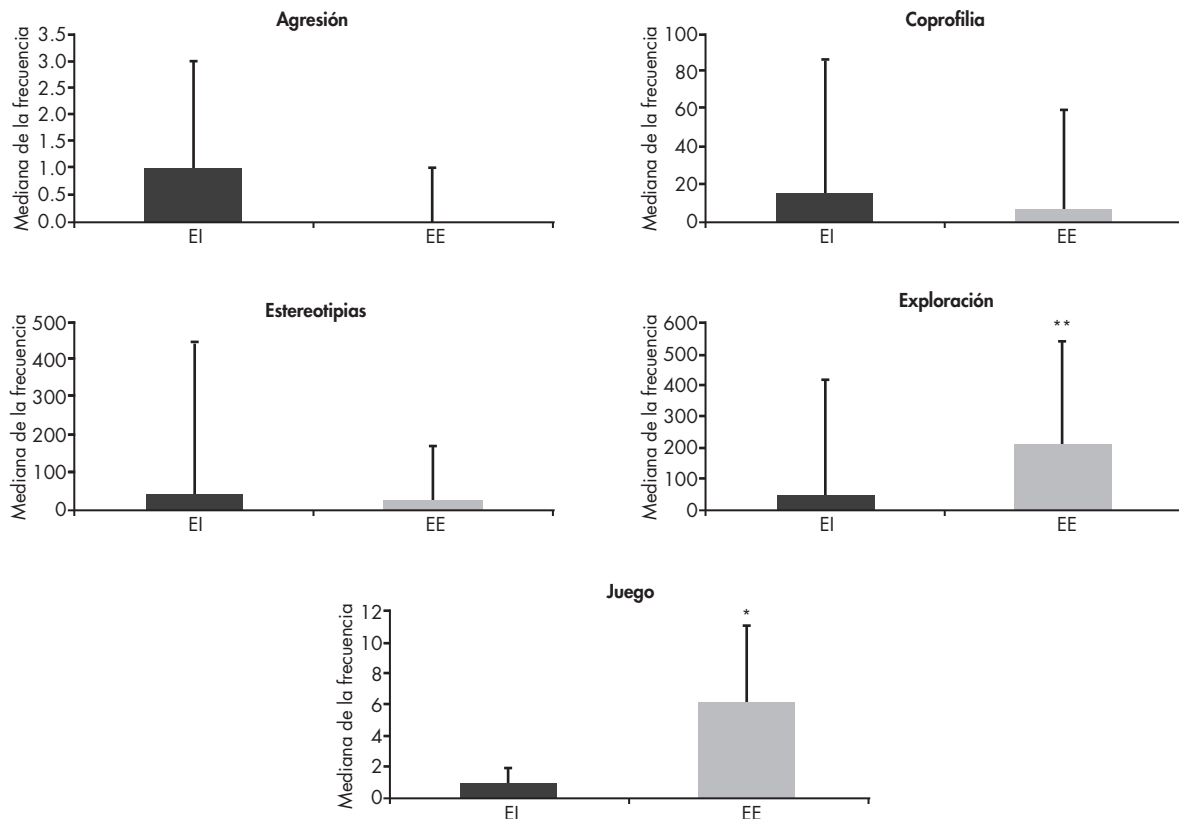 Agresión
Mediana de la frecuencia
3.5
3.0
2.5
2.0
1.5
1.0
0.5
0.0
EI
EE
Coprofilia
Mediana de la frecuencia
100
80
60
40
20
0
EI
EE
Estereotipias
Mediana de la frecuencia
500
400
300
200
100
0
EI
EE
Exploración
Mediana de la frecuencia
600
500
400
300
200
100
0
**
EI
EE
Juego
Mediana de la frecuencia
12
10
8
6
4
2
0
*
EI
EE